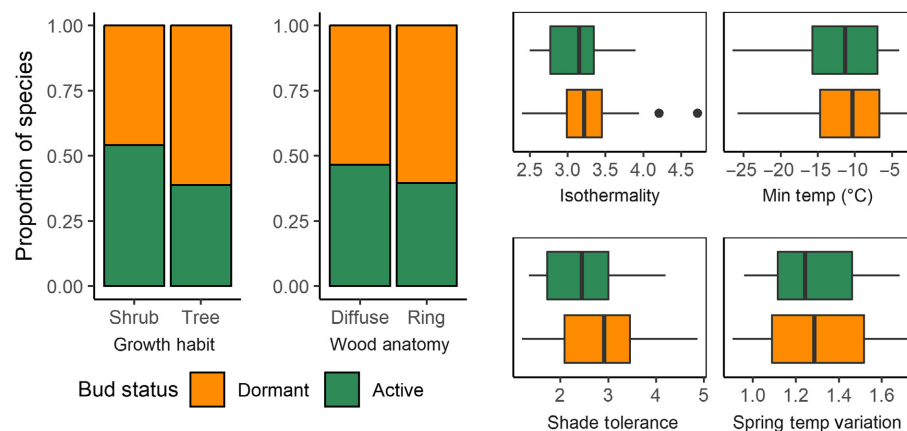 Proportion of species
1.00
0.75
0.50
0.25
0.00
Shrub Tree
Growth habit
1.00
0.75
0.50
0.25
0.00
Diffuse Ring
Wood anatomy
Bud status Dormant Active
2.5 3.0 3.5 4.0 4.5
Isothermality
−25 −20 −15 −10 −5
Min temp (°C)
2 3 4 5
Shade tolerance
1.0 1.2 1.4 1.6
Spring temp variation